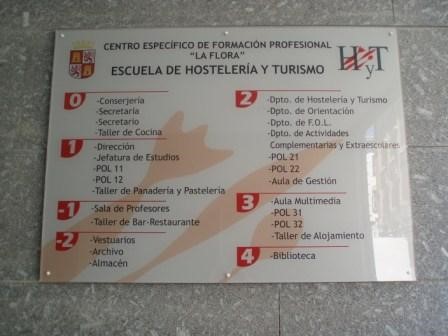 CENTRO ESPECÍFICO DE FORMACIÓN PROFESIONAL
"LA FLORA"
ESCUELA DE HOSTELERÍA Y TURISMO
HyT
0
-Conserjería
-Secretaria
-Secretario
-Taller de Cocina
1
-Dirección
-Jefatura de Estudios
-POL 11
-POL 12
-Taller de Panadería y Pastelería
-1
-Sala de Profesores
-Taller de Bar-Restaurante
-2
-Vestuarios
-Archivo
-Almacén
2
-Dpto. de Hostelería y Turismo
-Dpto. de Orientación
-Dpto. de F.O.L.
-Dpto. de Actividades
Complementarias y Extraescolares
-POL 21
-POL 22
-Aula de Gestión
3
-Aula Multimedia
-POL 31
-POL 32
-Taller de Alojamiento
4
-Biblioteca